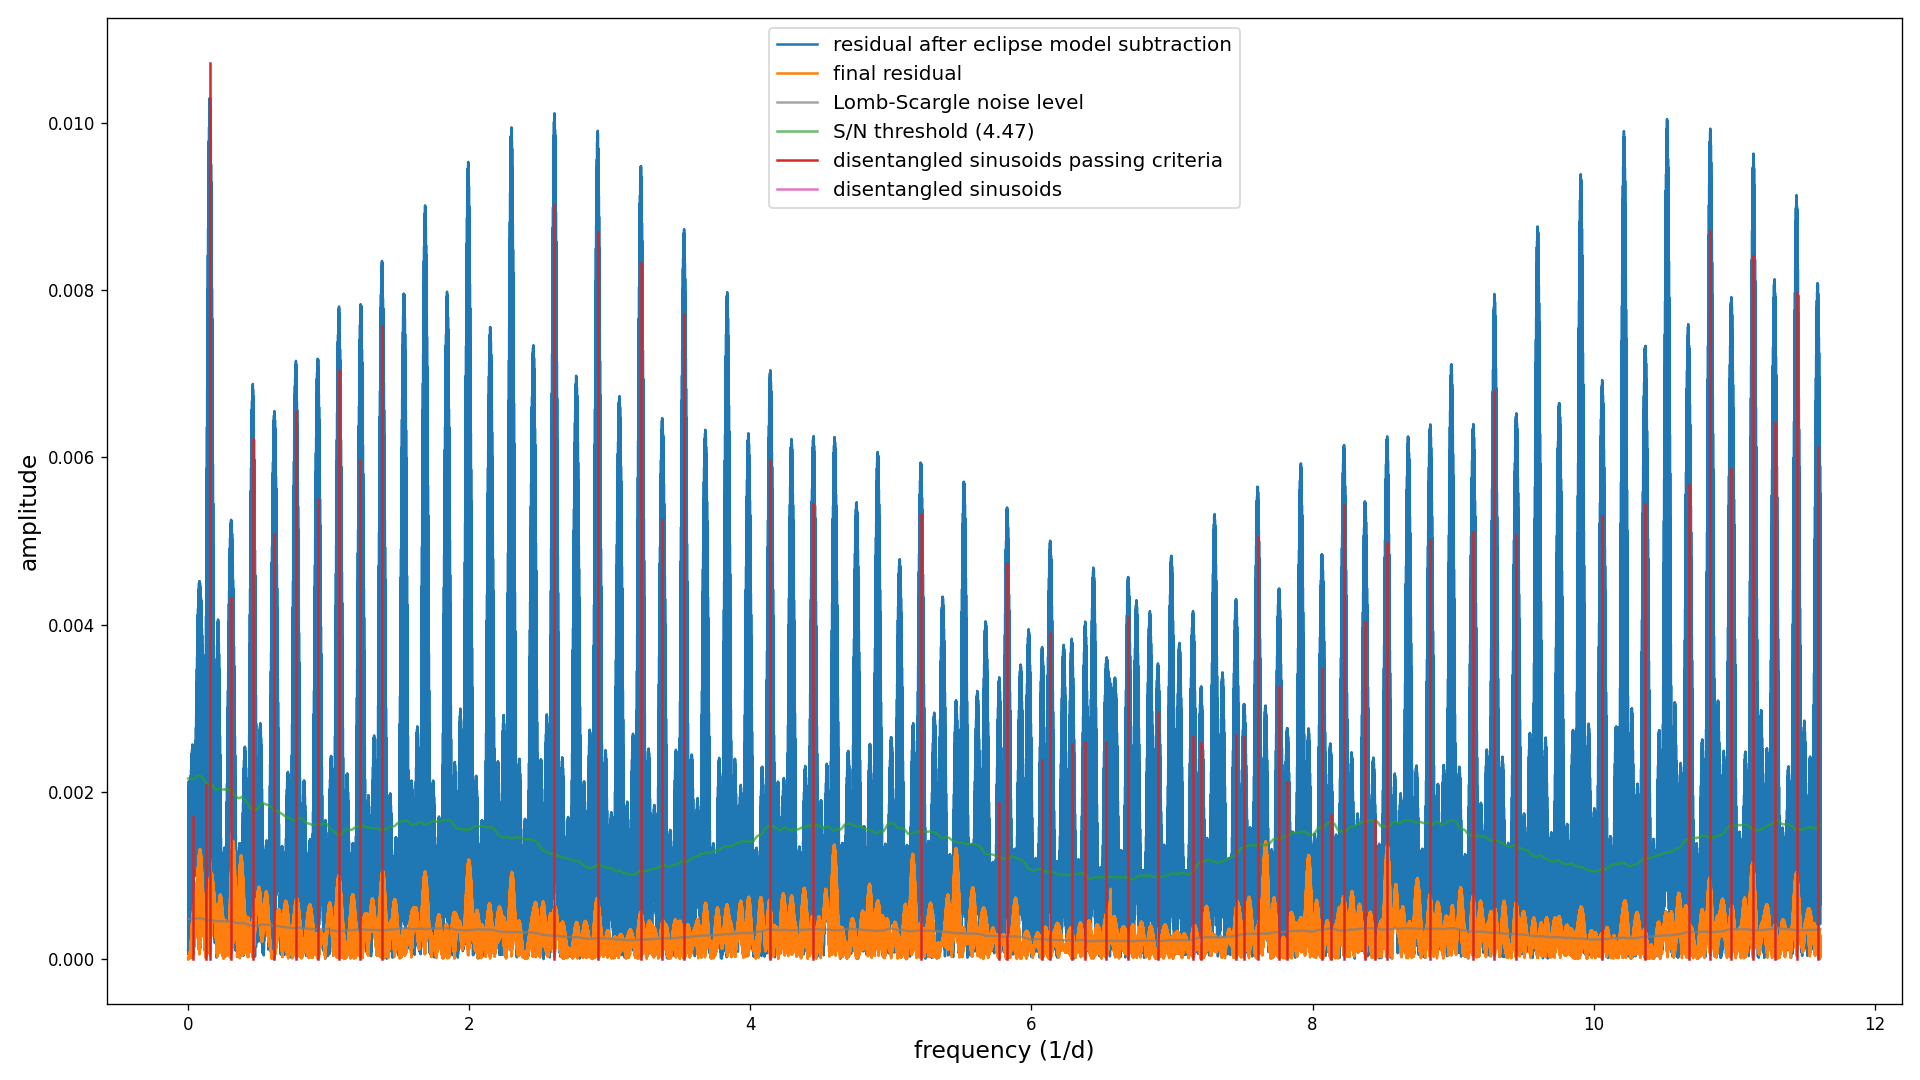 residual after eclipse model subtraction
final residual
Lomb-Scargle noise level
S/N threshold (4.47)
disentangled sinusoids passing criteria
disentangled sinusoids
0.010
0.008
0.006
0.004
0.002
0.000
amplitude
0 2 4 6 8 10 12
frequency (1/d)